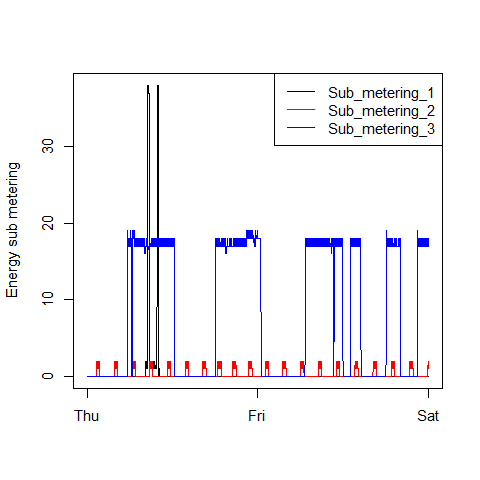 Sub_metering_1
Sub_metering_2
Sub_metering_3
Energy sub metering
30
20
10
0
Thu Fri Sat